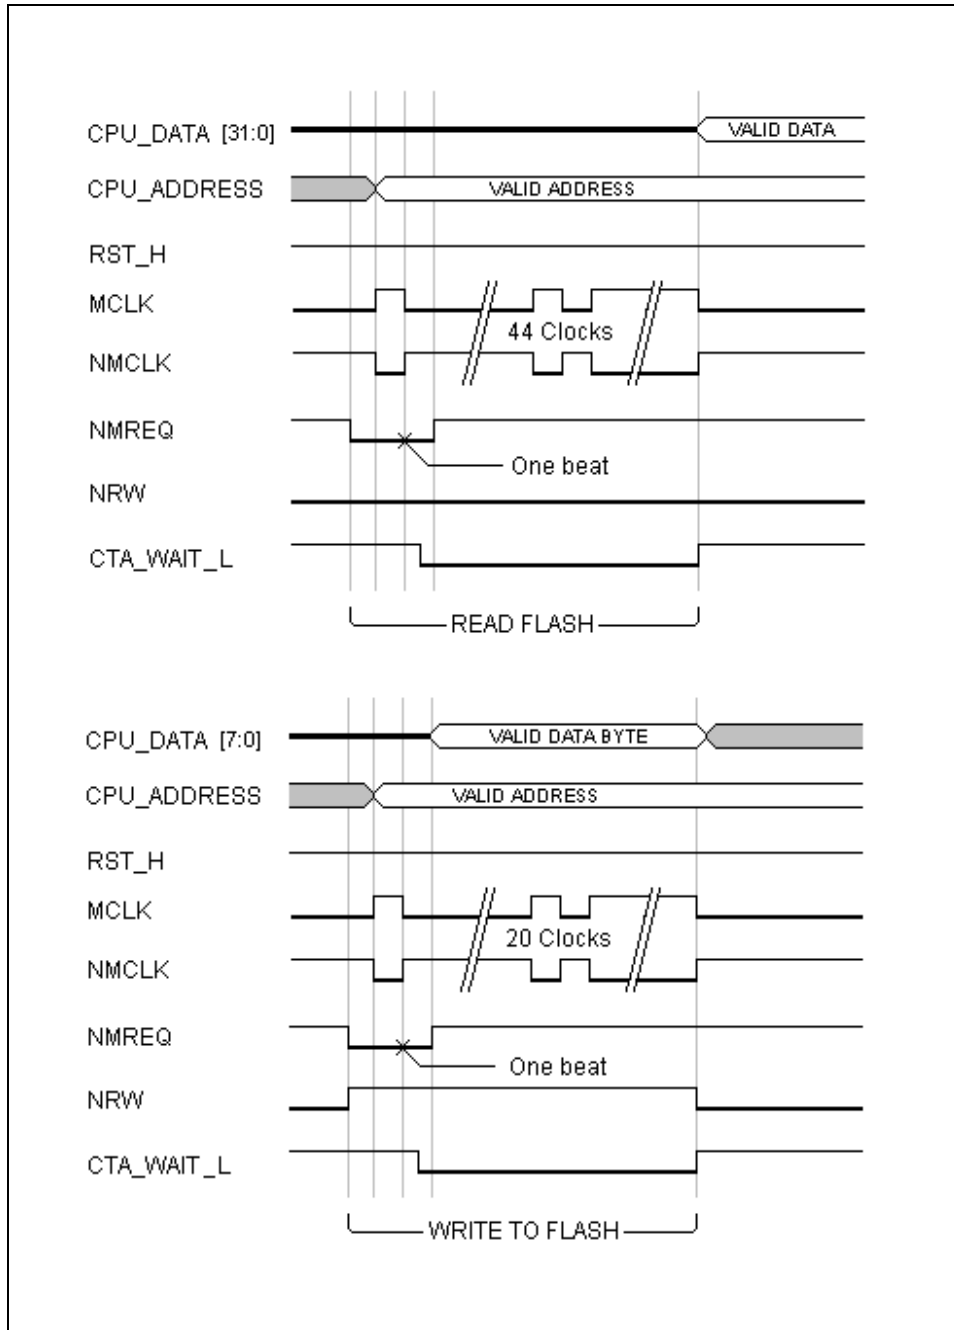 CPU_DATA [31:0] VALID DATA
CPU_ADDRESS VALID ADDRESS
RST_H
MCLK
44 Clocks
NMCLK
NMREQ
One beat
NRW
CTA_WAIT_L
READ FLASH
CPU_DATA [7:0] VALID DATA BYTE
CPU_ADDRESS VALID ADDRESS
RST_H
MCLK
20 Clocks
NMCLK
NMREQ
One beat
NRW
CTA_WAIT_L
WRITE TO FLASH